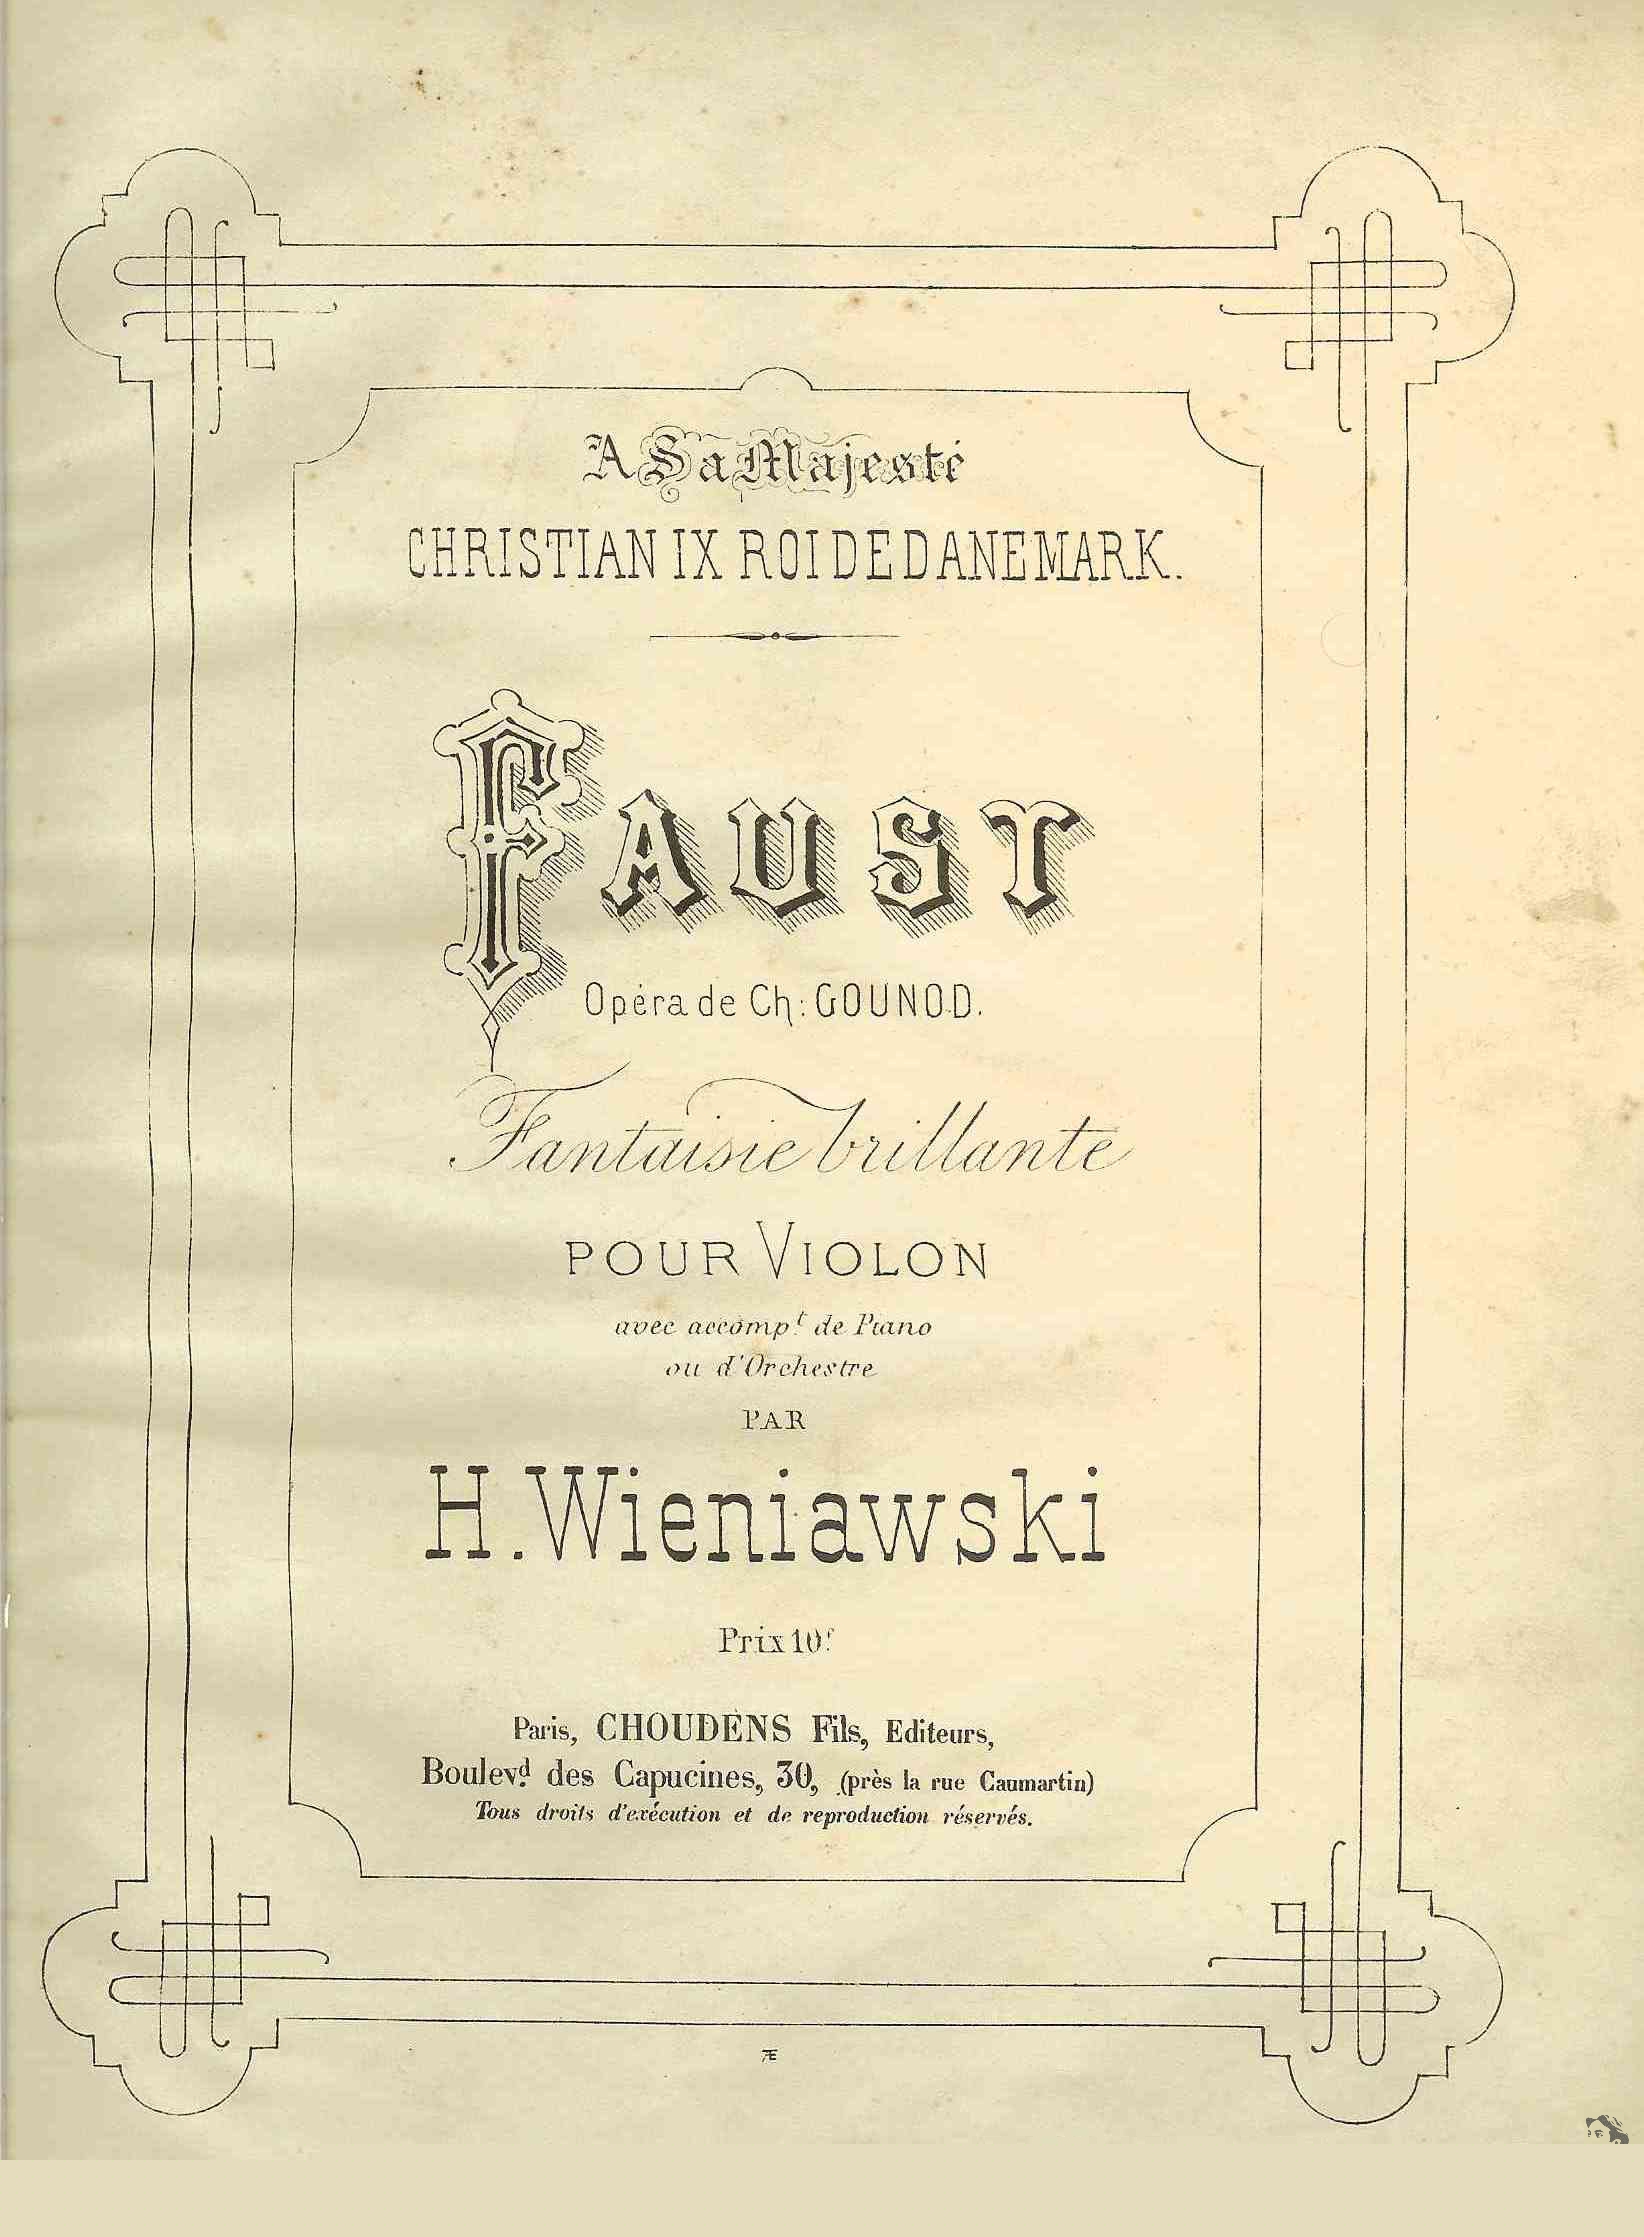 A Sa Majesté
CHRISTIAN IX ROI DE DANEMARK.
FAUST
Opéra de Ch: GOUNOD.
Fantaisie brillante
POUR VIOLON
avec accompt. de Piano
ou d'Orchestre
PAR
H. Wieniawski
Prix 10f
Paris, CHOUDENS Fils, Editeurs,
Boulevd. des Capucines, 30, (près la rue Caumartin)
Tous droits d'exécution et de reproduction réservés.